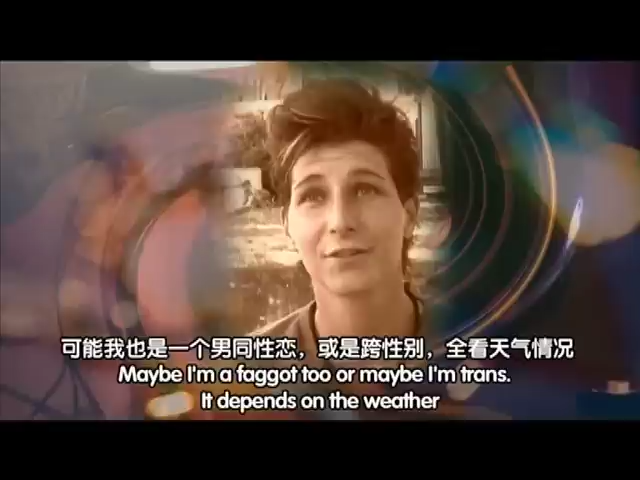 可能我也是一个男同性恋，或是跨性别，全看天气情况
Maybe I'm a faggot too or maybe I'm trans.
It depends on the weather